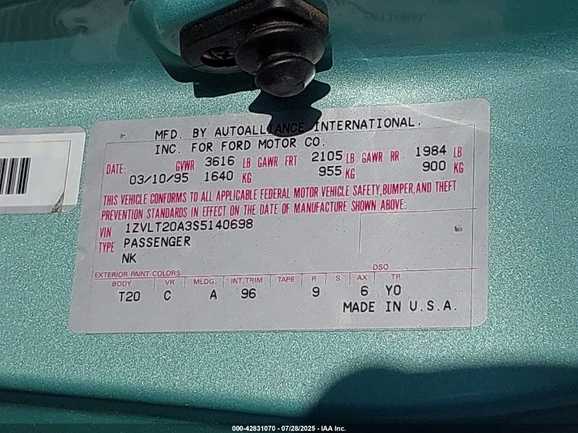 MFD. BY AUTOALLIANCE INTERNATIONAL.
INC. FOR FORD MOTOR CO.
DATE: GVWR 3616 LB GAWR FRT 2105 LB GAWR RR 1984 LB
03/10/95 1640 KG 955 KG 900 KG
THIS VEHICLE CONFORMS TO ALL APPLICABLE FEDERAL MOTOR VEHICLE SAFETY, BUMPER, AND THEFT
PREVENTION STANDARDS IN EFFECT ON THE DATE OF MANUFACTURE SHOWN ABOVE.
VIN 1ZVLT20A3S5140698
TYPE PASSENGER
NK
EXTERIOR PAINT COLORS DSO
BODY VR MLDG. INT. TRIM TAPE R S AX TR
T20 C A 96 9 6 YO
MADE IN U.S.A.
000-42831070 - 07/28/2025 - IAA Inc.